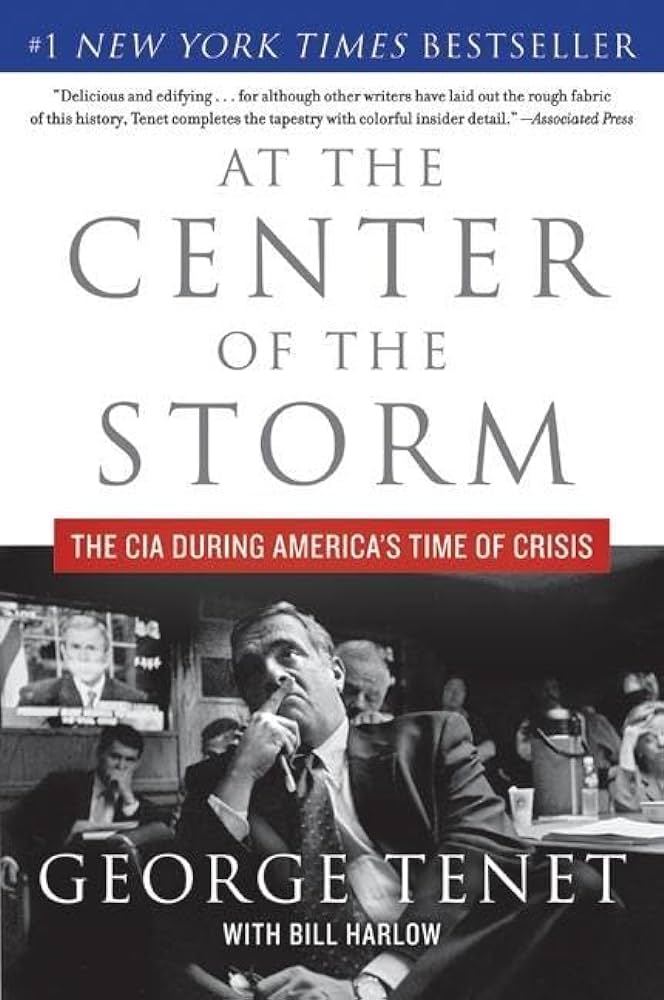 #1 NEW YORK TIMES BESTSELLER
"Delicious and edifying . . . for although other writers have laid out the rough fabric
of this history, Tenet completes the tapestry with colorful insider detail." —Associated Press
AT THE
CENTER
OF THE
STORM
THE CIA DURING AMERICA'S TIME OF CRISIS
GEORGE TENET
WITH BILL HARLOW